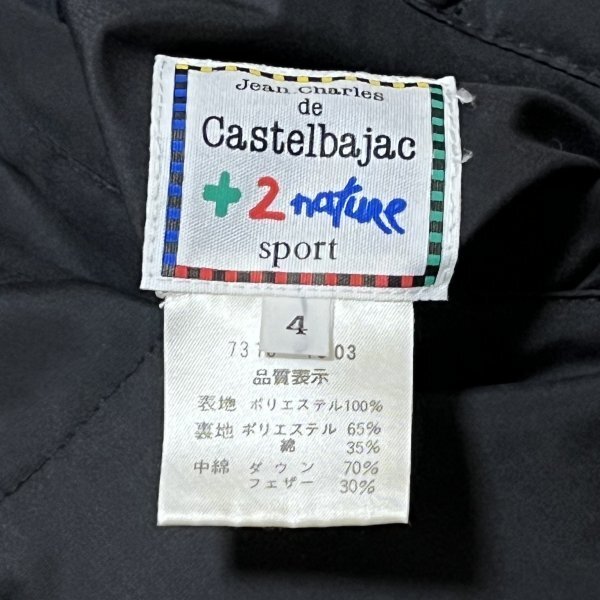 Jean Charles
de
Castelbajac
+2 nature
sport
4
品質表示
表地 ポリエステル100%
裏地 ポリエステル 65%
綿 35%
中綿 ダウン 70%
フェザー 30%